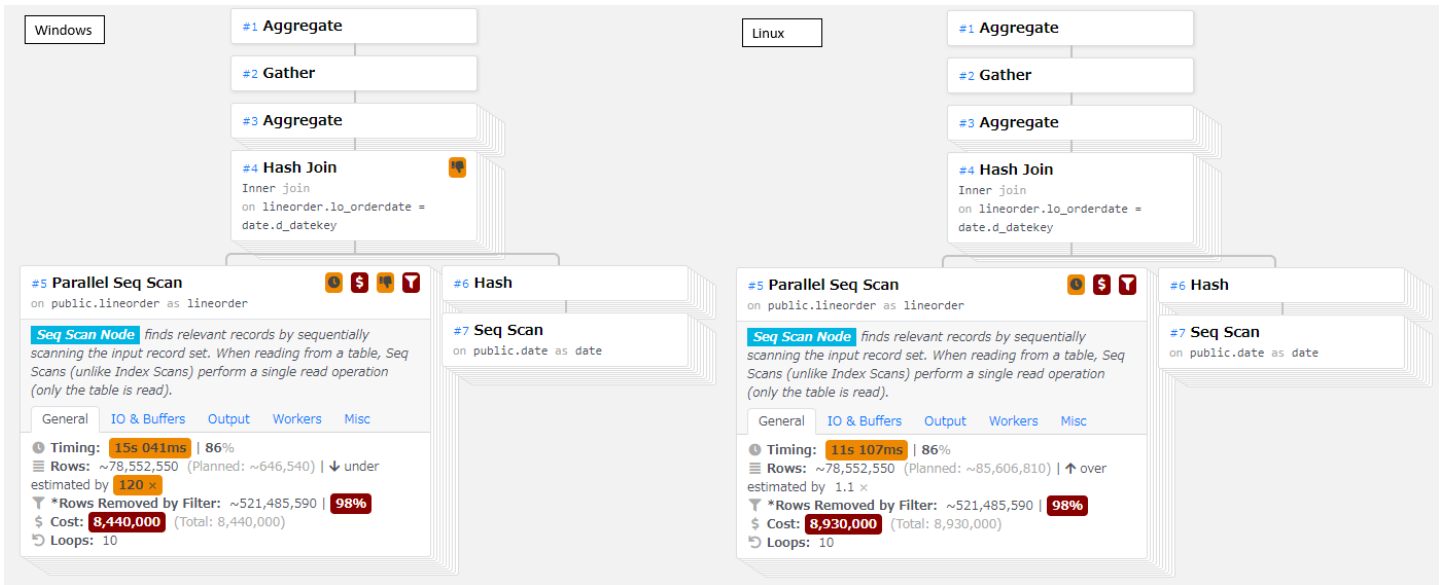 Windows
#1 Aggregate
#2 Gather
#3 Aggregate
#4 Hash Join
Inner join
on lineorder.lo_orderdate =
date.d_datekey
#5 Parallel Seq Scan
on public.lineorder as lineorder
Seq Scan Node finds relevant records by sequentially
scanning the input record set. When reading from a table, Seq
Scans (unlike Index Scans) perform a single read operation
(only the table is read).
General IO & Buffers Output Workers Misc
Timing: 15s 041ms | 86%
Rows: ~78,552,550 (Planned: ~646,540) | ↓ under
estimated by 120 ×
*Rows Removed by Filter: ~521,485,590 | 98%
$ Cost: 8,440,000 (Total: 8,440,000)
Loops: 10
#6 Hash
#7 Seq Scan
on public.date as date
Linux
#1 Aggregate
#2 Gather
#3 Aggregate
#4 Hash Join
Inner join
on lineorder.lo_orderdate =
date.d_datekey
#5 Parallel Seq Scan
$
on public.lineorder as lineorder
Seq Scan Node finds relevant records by sequentially
scanning the input record set. When reading from a table, Seq
Scans (unlike Index Scans) perform a single read operation
(only the table is read).
General IO & Buffers Output Workers Misc
Timing: 11s 107ms | 86%
Rows: ~78,552,550 (Planned: ~85,606,810) | ↑ over
estimated by 1.1 ×
*Rows Removed by Filter: ~521,485,590 | 98%
$ Cost: 8,930,000 (Total: 8,930,000)
Loops: 10
#6 Hash
#7 Seq Scan
on public.date as date